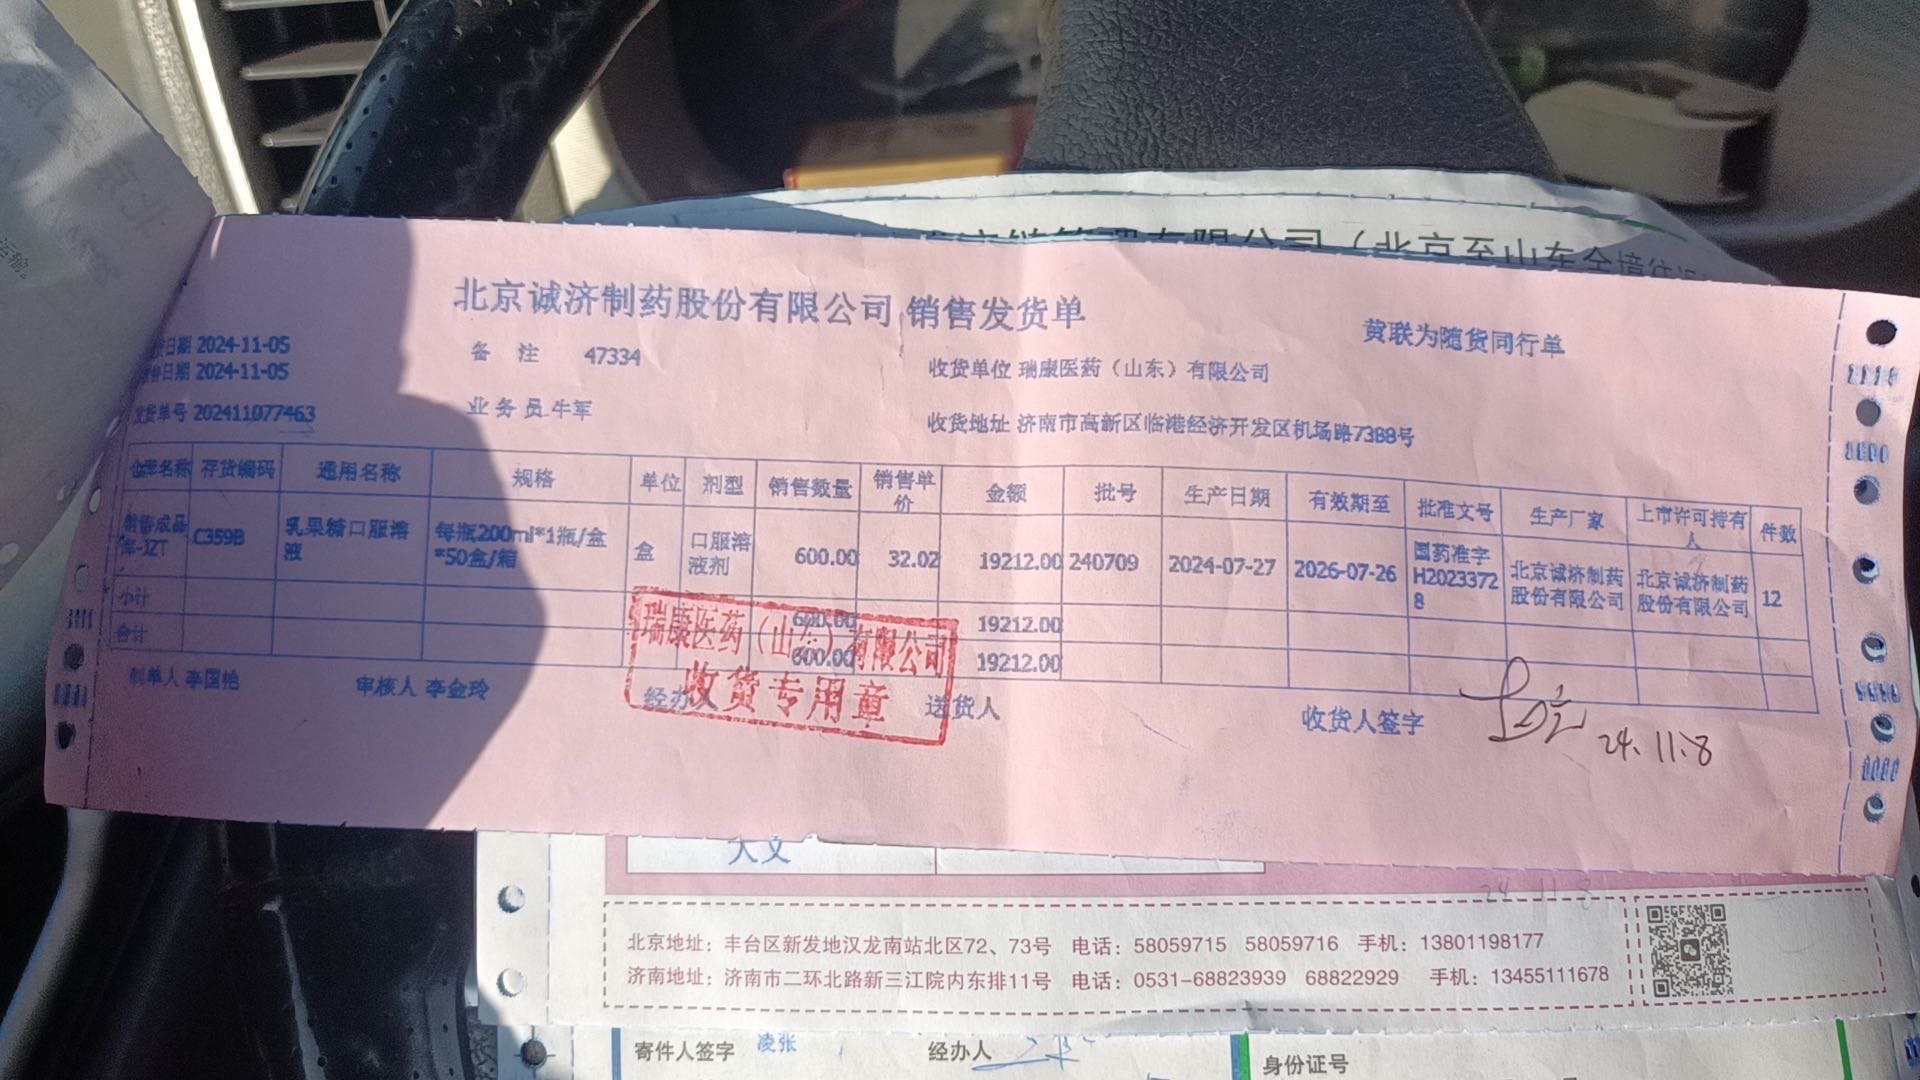 北京诚济制药股份有限公司 销售发货单
黄联为随货同行单
日期 2024-11-05
备 注 47334
收货单位 瑞康医药（山东）有限公司
日期 2024-11-05
发货单号 202411077463
业 务 员 牛军
收货地址 济南市高新区临港经济开发区机场路7388号
仓库名称 存货编码 通用名称 规格 单位 剂型 销售数量 销售单价 金额 批号 生产日期 有效期至 批准文号 生产厂家 上市许可持有人 件数
销售成品库-JZT C359B 乳果糖口服溶液 每瓶200ml*1瓶/盒*50盒/箱 盒 口服溶液剂 600.00 32.02 19212.00 240709 2024-07-27 2026-07-26 国药准字H20233728 北京诚济制药股份有限公司 北京诚济制药股份有限公司 12
小计 600.00 19212.00
合计 600.00 19212.00
瑞康医药（山东）有限公司
收货专用章
制单人 李国艳 审核人 李金玲 经办人 送货人 收货人签字
24.11.8
北京地址：丰台区新发地汉龙南站北区72、73号 电话：58059715 58059716 手机：13801198177
济南地址：济南市二环北路新三江院内东排11号 电话：0531-68823939 68822929 手机：13455111678
寄件人签字 凌张 经办人 身份证号